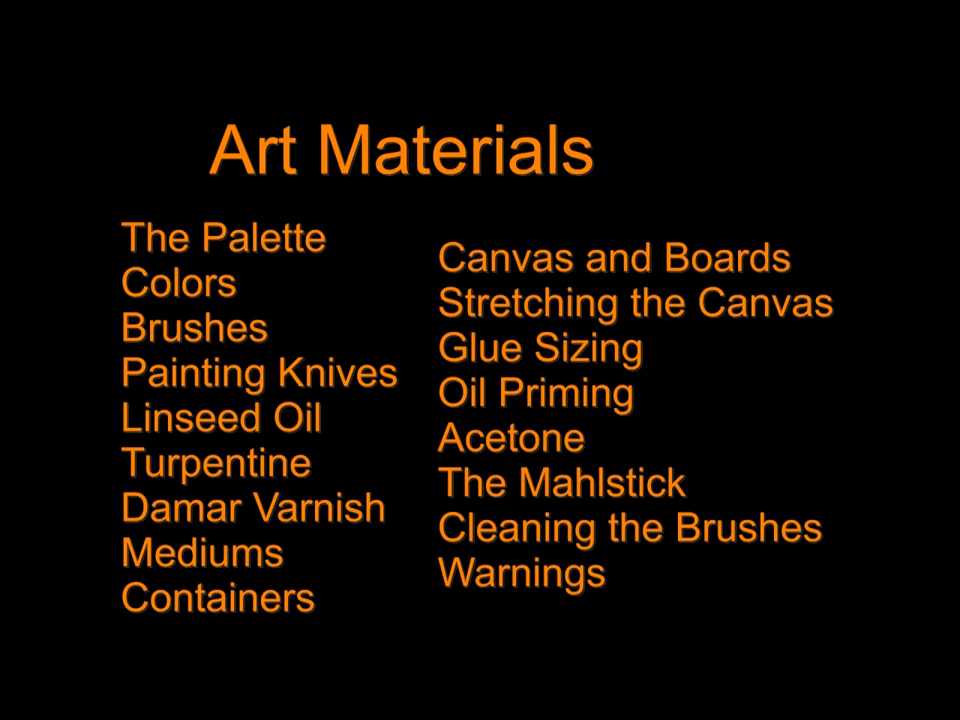 Art Materials
The Palette
Colors
Brushes
Painting Knives
Linseed Oil
Turpentine
Damar Varnish
Mediums
Containers
Canvas and Boards
Stretching the Canvas
Glue Sizing
Oil Priming
Acetone
The Mahlstick
Cleaning the Brushes
Warnings